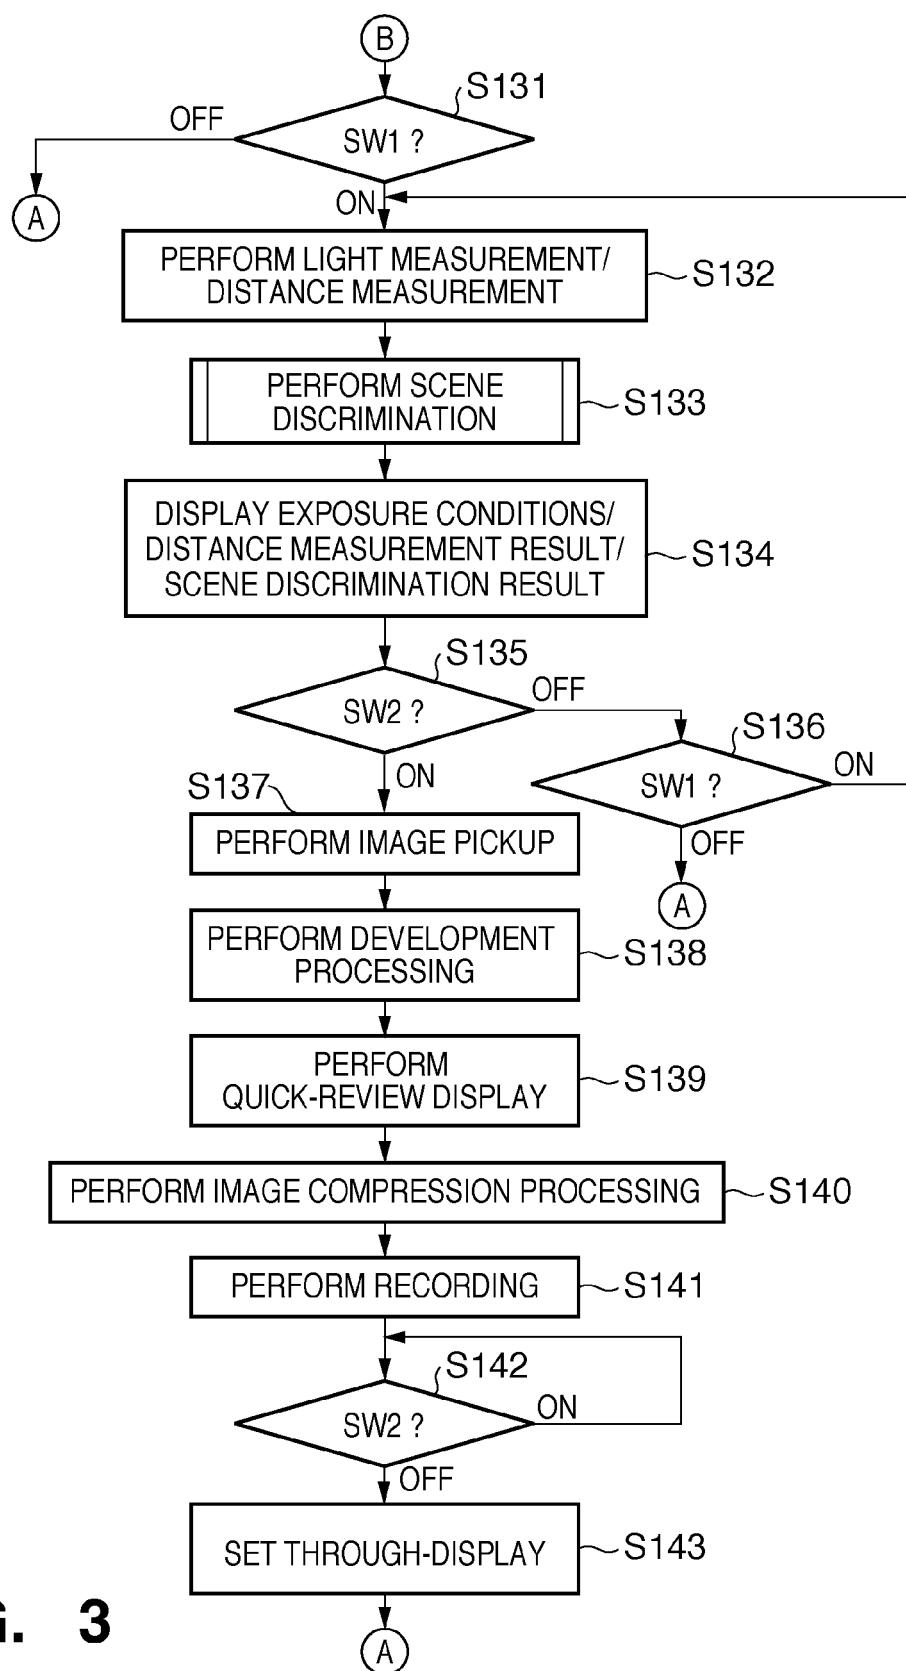 B
S131
OFF
SW1 ?
A
ON
PERFORM LIGHT MEASUREMENT/
DISTANCE MEASUREMENT
S132
PERFORM SCENE
DISCRIMINATION
S133
DISPLAY EXPOSURE CONDITIONS/
DISTANCE MEASUREMENT RESULT/
SCENE DISCRIMINATION RESULT
S134
S135
SW2 ?
OFF
S136
SW1 ?
ON
OFF
A
ON
S137
PERFORM IMAGE PICKUP
PERFORM DEVELOPMENT
PROCESSING
S138
PERFORM
QUICK-REVIEW DISPLAY
S139
PERFORM IMAGE COMPRESSION PROCESSING
S140
PERFORM RECORDING
S141
S142
SW2 ?
ON
OFF
SET THROUGH-DISPLAY
S143
A
G. 3